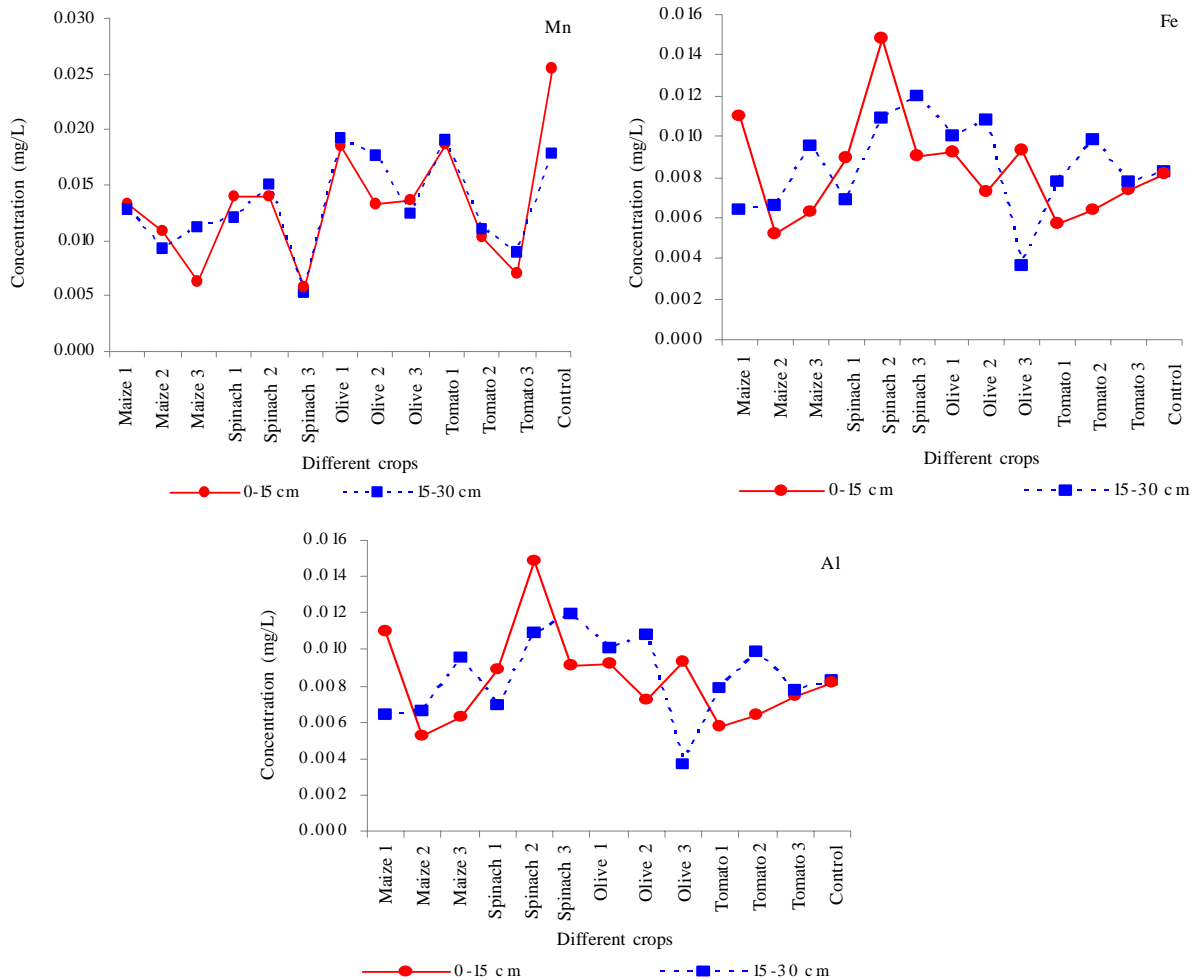 Mn
Concentration (mg/L)
0.030
0.025
0.020
0.015
0.010
0.005
0.000
Maize 1
Maize 2
Maize 3
Spinach 1
Spinach 2
Spinach 3
Olive 1
Olive 2
Olive 3
Tomato 1
Tomato 2
Tomato 3
Control
Different crops
0-15 cm
15-30 cm
Fe
Concentration (mg/L)
0.016
0.014
0.012
0.010
0.008
0.006
0.004
0.002
0.000
Maize 1
Maize 2
Maize 3
Spinach 1
Spinach 2
Spinach 3
Olive 1
Olive 2
Olive 3
Tomato 1
Tomato 2
Tomato 3
Control
Different crops
0-15 cm
15-30 cm
Al
Concentration (mg/L)
0.016
0.014
0.012
0.010
0.008
0.006
0.004
0.002
0.000
Maize 1
Maize 2
Maize 3
Spinach 1
Spinach 2
Spinach 3
Olive 1
Olive 2
Olive 3
Tomato 1
Tomato 2
Tomato 3
Control
Different crops
0-15 cm
15-30 cm